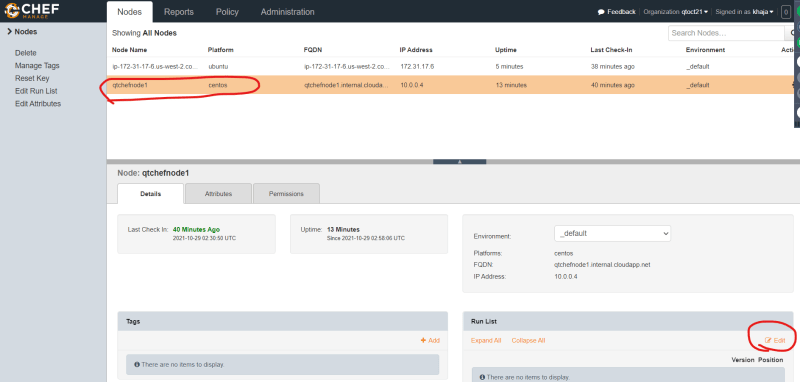 CHEF
MANAGE
Nodes Reports Policy Administration
Feedback Organization qtoct21 Signed in as khaja 0
Nodes
Delete
Manage Tags
Reset Key
Edit Run List
Edit Attributes
Showing All Nodes
Search Nodes…
Node Name Platform FQDN IP Address Uptime Last Check-In Environment Actio
ip-172-31-17-6.us-west-2.co… ubuntu ip-172-31-17-6.us-west-2.co… 172.31.17.6 5 minutes 38 minutes ago _default
qtchefnode1 centos qtchefnode1.internal.clouda… 10.0.0.4 13 minutes 40 minutes ago _default
Node: qtchefnode1
Details Attributes Permissions
Last Check In: 40 Minutes Ago
2021-10-29 02:30:50 UTC
Uptime: 13 Minutes
Since 2021-10-29 02:58:06 UTC
Environment: _default
Platforms: centos
FQDN: qtchefnode1.internal.cloudapp.net
IP Address: 10.0.0.4
Tags
Add
There are no items to display
Run List
Expand All Collapse All Edit
Version Position
There are no items to display